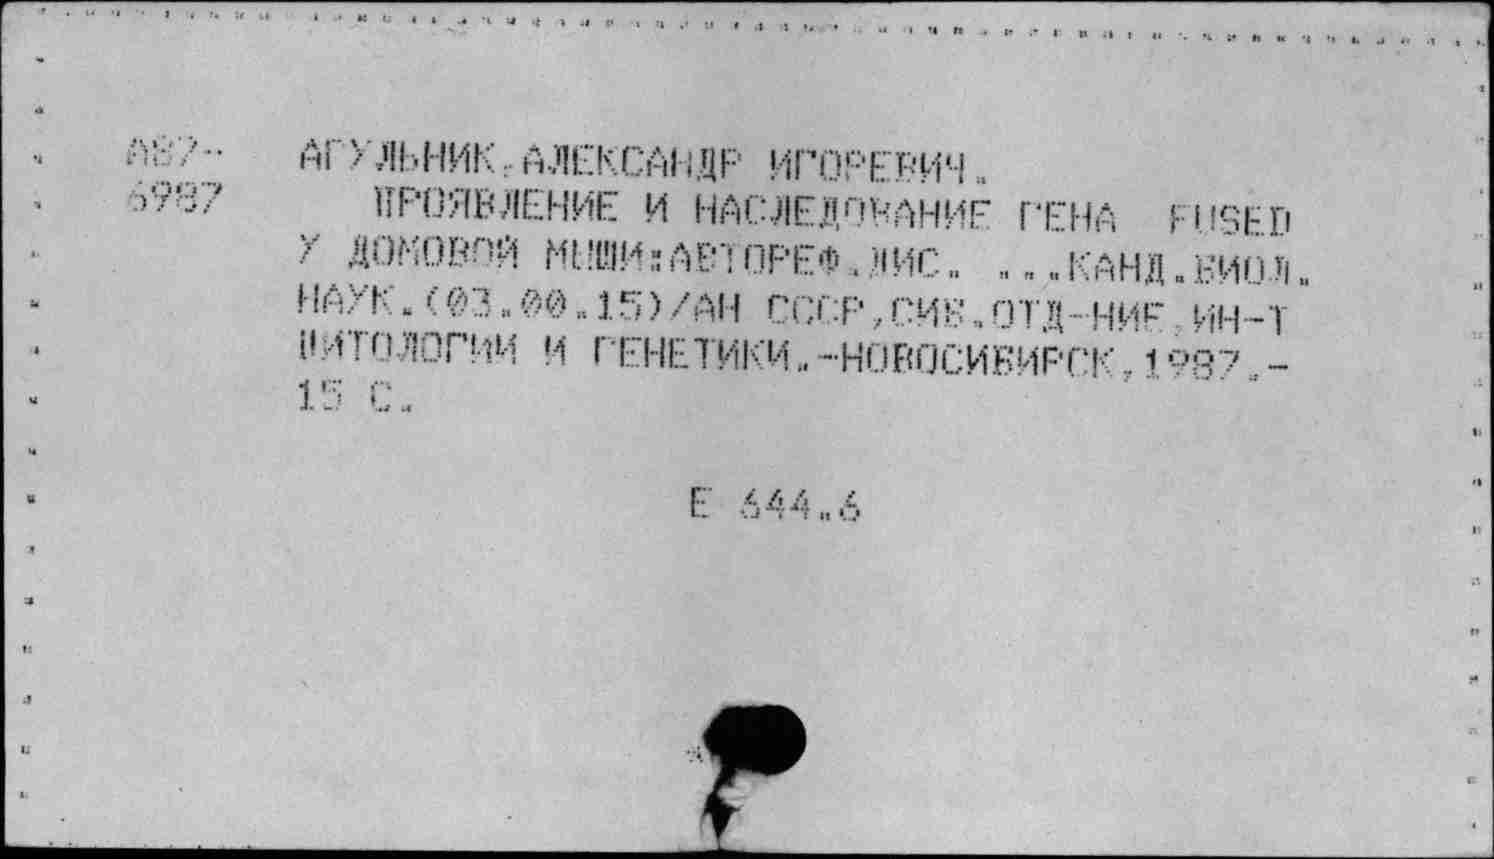 А87-
6987
АГУЛЬНИК,АЛЕКСАНДР ИГОРЕВИЧ.
ПРОЯВЛЕНИЕ И НАСЛЕДОВАНИЕ ГЕНА FUSED
У ДОМОВОЙ МЫШИ:АВТОРЕФ.ДИС. ...КАНД.БИОЛ.
НАУК.(03.00.15)/АН СССР,СИБ.ОТД-НИЕ,ИН-Т
ЦИТОЛОГИИ И ГЕНЕТИКИ.-НОВОСИБИРСК,1987.-
15 С.
Е 644.6